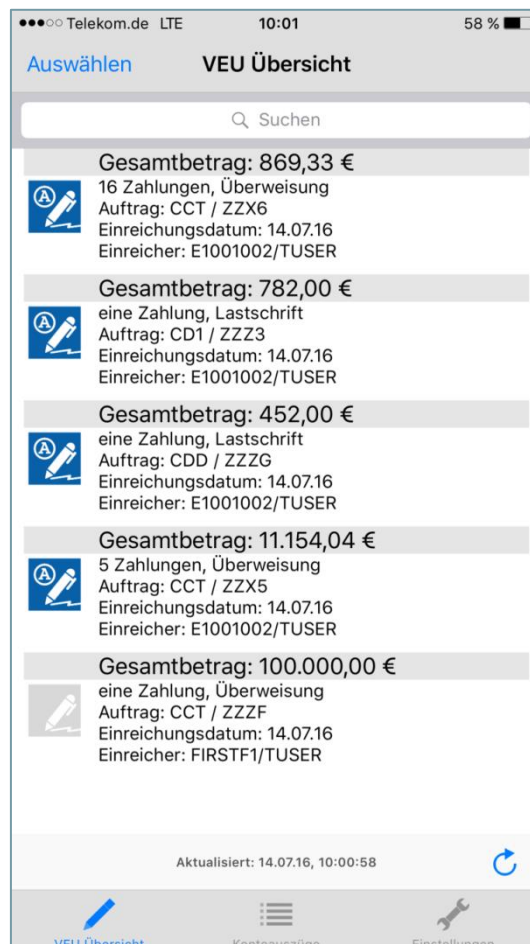 Telekom.de LTE 10:01 58 %
Auswählen VEU Übersicht
Suchen
Gesamtbetrag: 869,33 €
A
16 Zahlungen, Überweisung
Auftrag: CCT / ZZX6
Einreichungsdatum: 14.07.16
Einreicher: E1001002/TUSER
Gesamtbetrag: 782,00 €
A
eine Zahlung, Lastschrift
Auftrag: CD1 / ZZZ3
Einreichungsdatum: 14.07.16
Einreicher: E1001002/TUSER
Gesamtbetrag: 452,00 €
A
eine Zahlung, Lastschrift
Auftrag: CDD / ZZZG
Einreichungsdatum: 14.07.16
Einreicher: E1001002/TUSER
Gesamtbetrag: 11.154,04 €
A
5 Zahlungen, Überweisung
Auftrag: CCT / ZZX5
Einreichungsdatum: 14.07.16
Einreicher: E1001002/TUSER
Gesamtbetrag: 100.000,00 €
eine Zahlung, Überweisung
Auftrag: CCT / ZZZF
Einreichungsdatum: 14.07.16
Einreicher: FIRSTF1/TUSER
Aktualisiert: 14.07.16, 10:00:58
VEU Übersicht Kontoauszüge Einstellungen